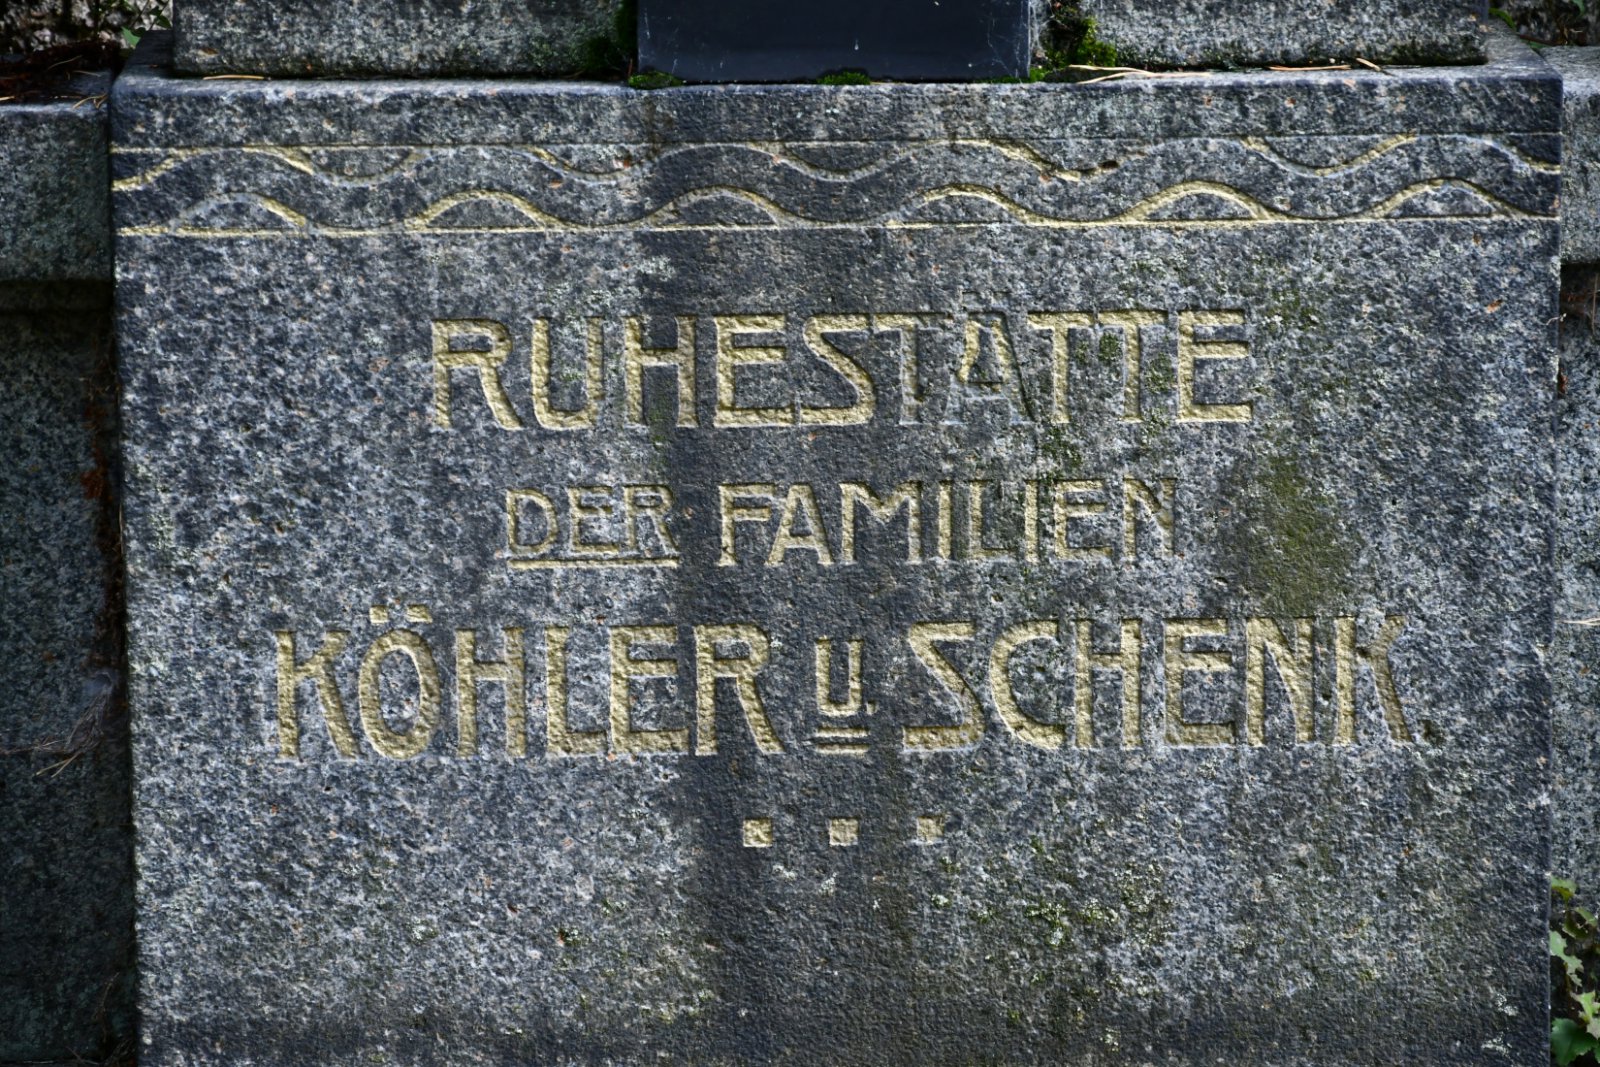 RUHESTÄTTE
DER FAMILIEN
KÖHLER u. SCHENK.